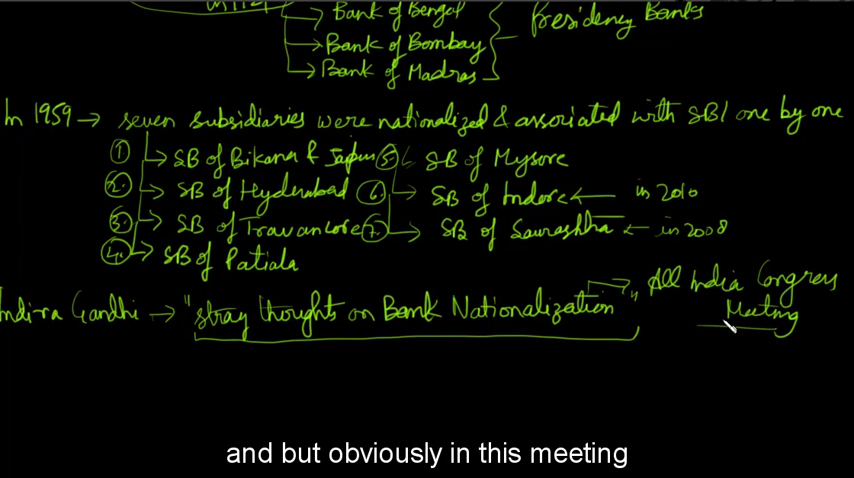 Bank of Bengal
Bank of Bombay
Bank of Madras
Presidency Banks
In 1959 → seven subsidiaries were nationalized & associated with SBI one by one
① SB of Bikana & Jaipur ⑤ SB of Mysore
② SB of Hyderabad ⑥ SB of Indore ← in 2010
③ SB of Travancore ⑦ SB of Saurashtra ← in 2008
④ SB of Patiala
Indira Gandhi → "stray thoughts on Bank Nationalization" → All India Congress
Meeting
and but obviously in this meeting